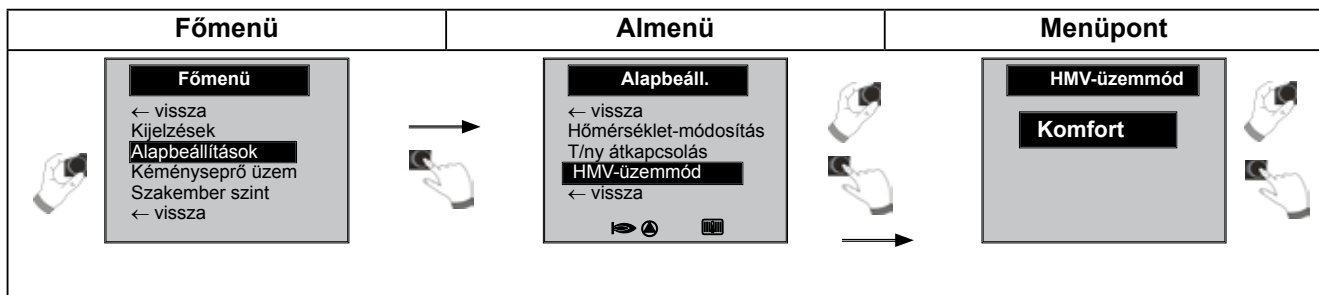 Főmenü
Almenü
Menüpont
Főmenü
← vissza
Kijelzések
Alapbeállítások
Kéményseprő üzem
Szakember szint
← vissza
Alapbeáll.
← vissza
Hőmérséklet-módosítás
T/ny átkapcsolás
HMV-üzemmód
← vissza
HMV-üzemmód
Komfort